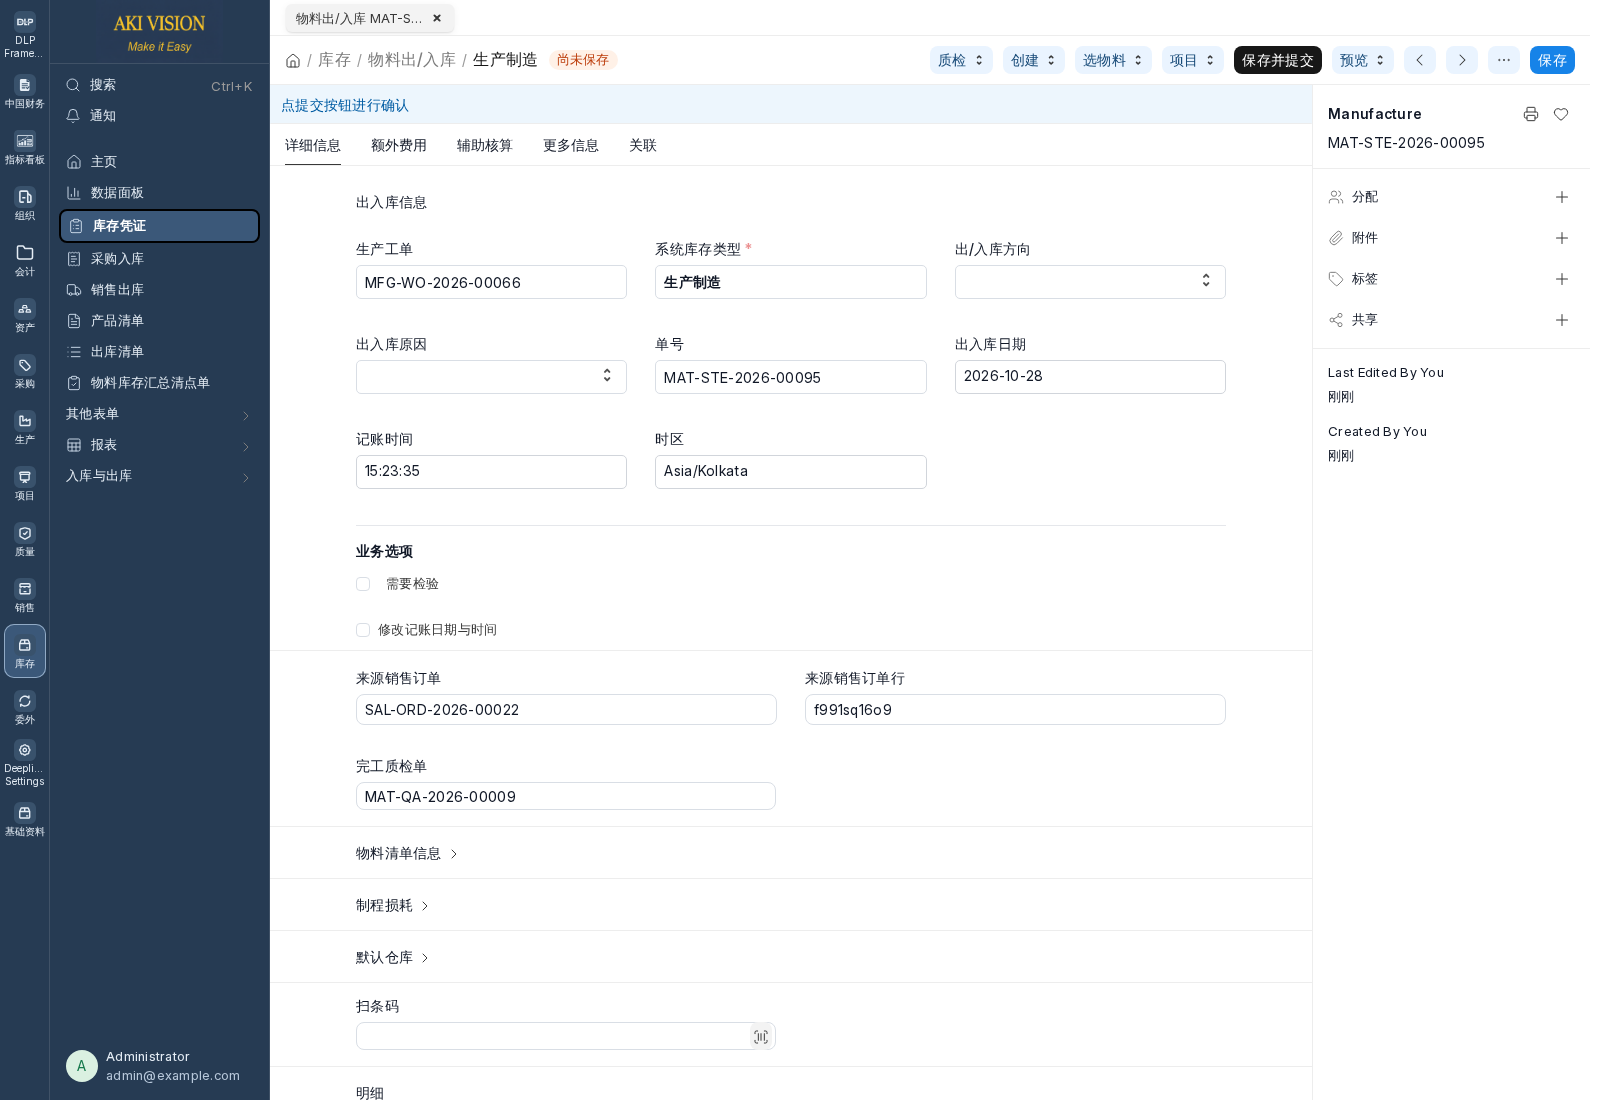 DLP
Frame...
中国财务
指标看板
组织
会计
资产
采购
生产
项目
质量
销售
库存
委外
Deepli...
Settings
基础资料
AKI VISION
Make it Easy
搜索 Ctrl+K
通知
主页
数据面板
库存凭证
采购入库
销售出库
产品清单
出库清单
物料库存汇总清点单
其他表单
报表
入库与出库
A
Administrator
admin@example.com
物料出/入库 MAT-S...
/ 库存 / 物料出/入库 / 生产制造 尚未保存
质检 创建 选物料 项目 保存并提交 预览 ... 保存
点提交按钮进行确认
详细信息 额外费用 辅助核算 更多信息 关联
出入库信息
生产工单 系统库存类型 * 出/入库方向
MFG-WO-2026-00066 生产制造
出入库原因 单号 出入库日期
MAT-STE-2026-00095 2026-10-28
记账时间 时区
15:23:35 Asia/Kolkata
业务选项
需要检验
修改记账日期与时间
来源销售订单 来源销售订单行
SAL-ORD-2026-00022 f991sq16o9
完工质检单
MAT-QA-2026-00009
物料清单信息
制程损耗
默认仓库
扫条码
明细
Manufacture
MAT-STE-2026-00095
分配
附件
标签
共享
Last Edited By You
刚刚
Created By You
刚刚